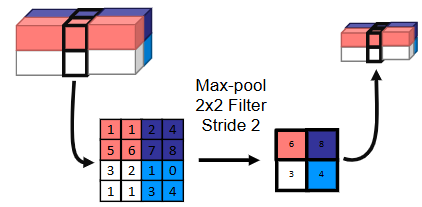 Max-pool
2x2 Filter
Stride 2
1 1 2 4
5 6 7 8
3 2 1 0
1 1 3 4
6 8
3 4